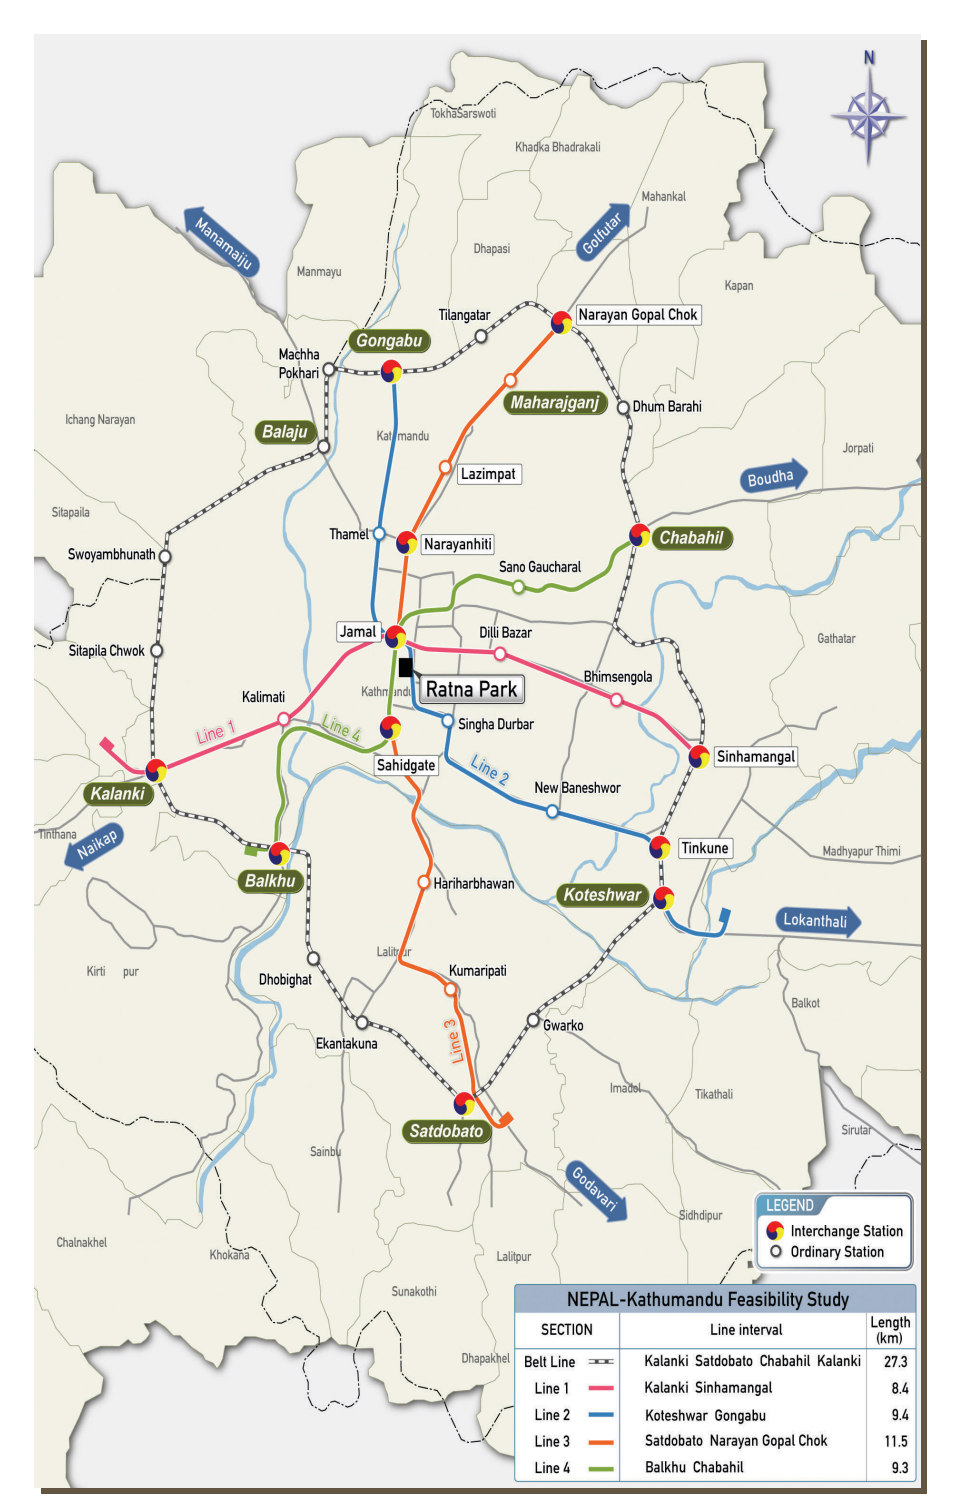 N
TokhaSarswoti
Khadka Bhadrakali
Mahankal
Manamaiju
Golfutar
Dhapasi
Manmayu
Kapan
Tilangatar
Narayan Gopal Chok
Gongabu
Machha
Pokhari
Maharajganj
Dhum Barahi
Ichang Narayan
Balaju
Kathmandu
Jorpati
Lazimpat
Boudha
Sitapaila
Thamel
Narayanhiti
Chabahil
Swoyambhunath
Sano Gaucharal
Jamal
Dilli Bazar
Gathatar
Sitapila Chwok
Bhimsengola
Kathmandu
Ratna Park
Kalimati
Line 1
Line 4
Singha Durbar
Sahidgate
Line 2
Sinhamangal
Kalanki
New Baneshwor
Tinthana
Naikap
Tinkune
Madhyapur Thimi
Balkhu
Hariharbhawan
Koteshwar
Lokanthali
Lalitpur
Kirti pur
Dhobighat
Kumaripati
Balkot
Ekantakuna
Line 3
Gwarko
Imadol
Tikathali
Satdobato
Sirutar
Sainbu
Godavari
Sidhdipur
Chalnakhel
Khokana
Lalitpur
Sunakothi
Dhapakhel
LEGEND
Interchange Station
Ordinary Station
NEPAL-Kathumandu Feasibility Study
SECTION Line interval Length (km)
Belt Line Kalanki Satdobato Chabahil Kalanki 27.3
Line 1 Kalanki Sinhamangal 8.4
Line 2 Koteshwar Gongabu 9.4
Line 3 Satdobato Narayan Gopal Chok 11.5
Line 4 Balkhu Chabahil 9.3